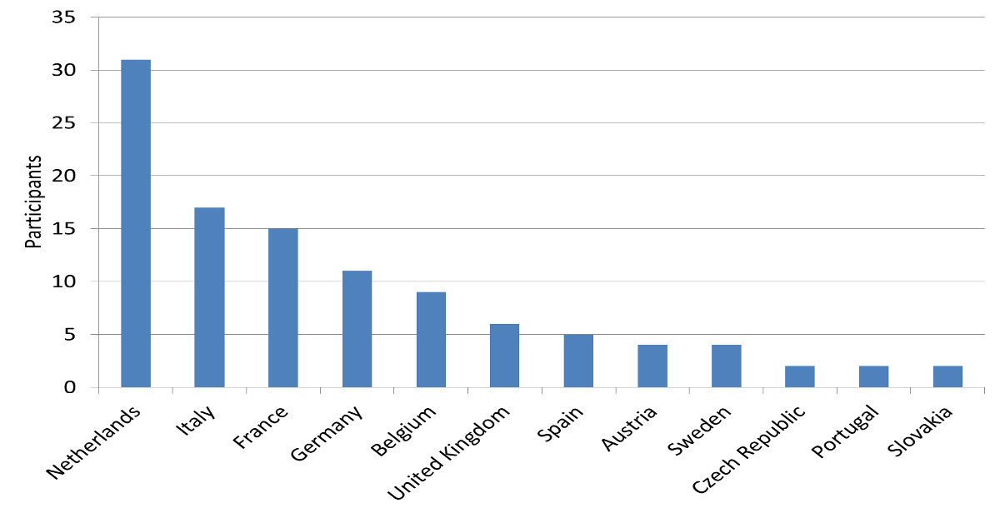 35
30
25
20
15
10
5
0
Participants
Netherlands
Italy
France
Germany
Belgium
United Kingdom
Spain
Austria
Sweden
Czech Republic
Portugal
Slovakia